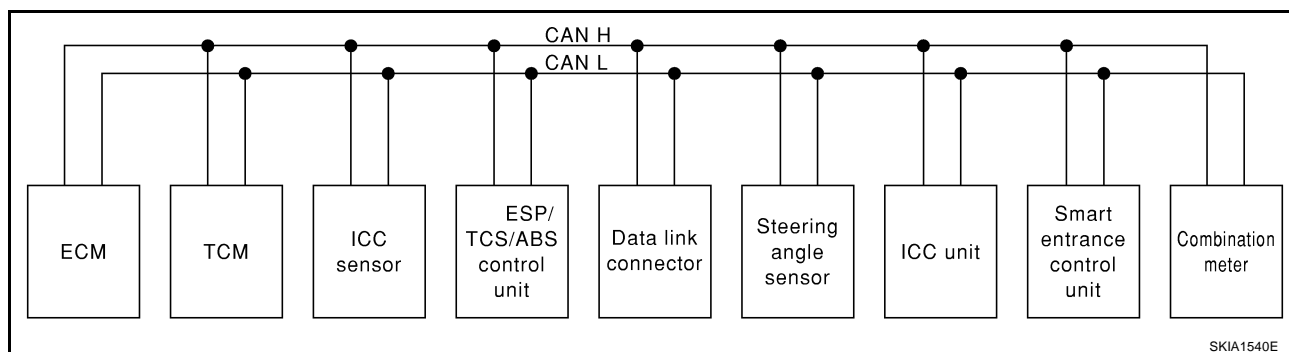 CAN H
CAN L
ECM
TCM
ICC
sensor
ESP/
TCS/ABS
control
unit
Data link
connector
Steering
angle
sensor
ICC unit
Smart
entrance
control
unit
Combination
meter
SKIA1540E